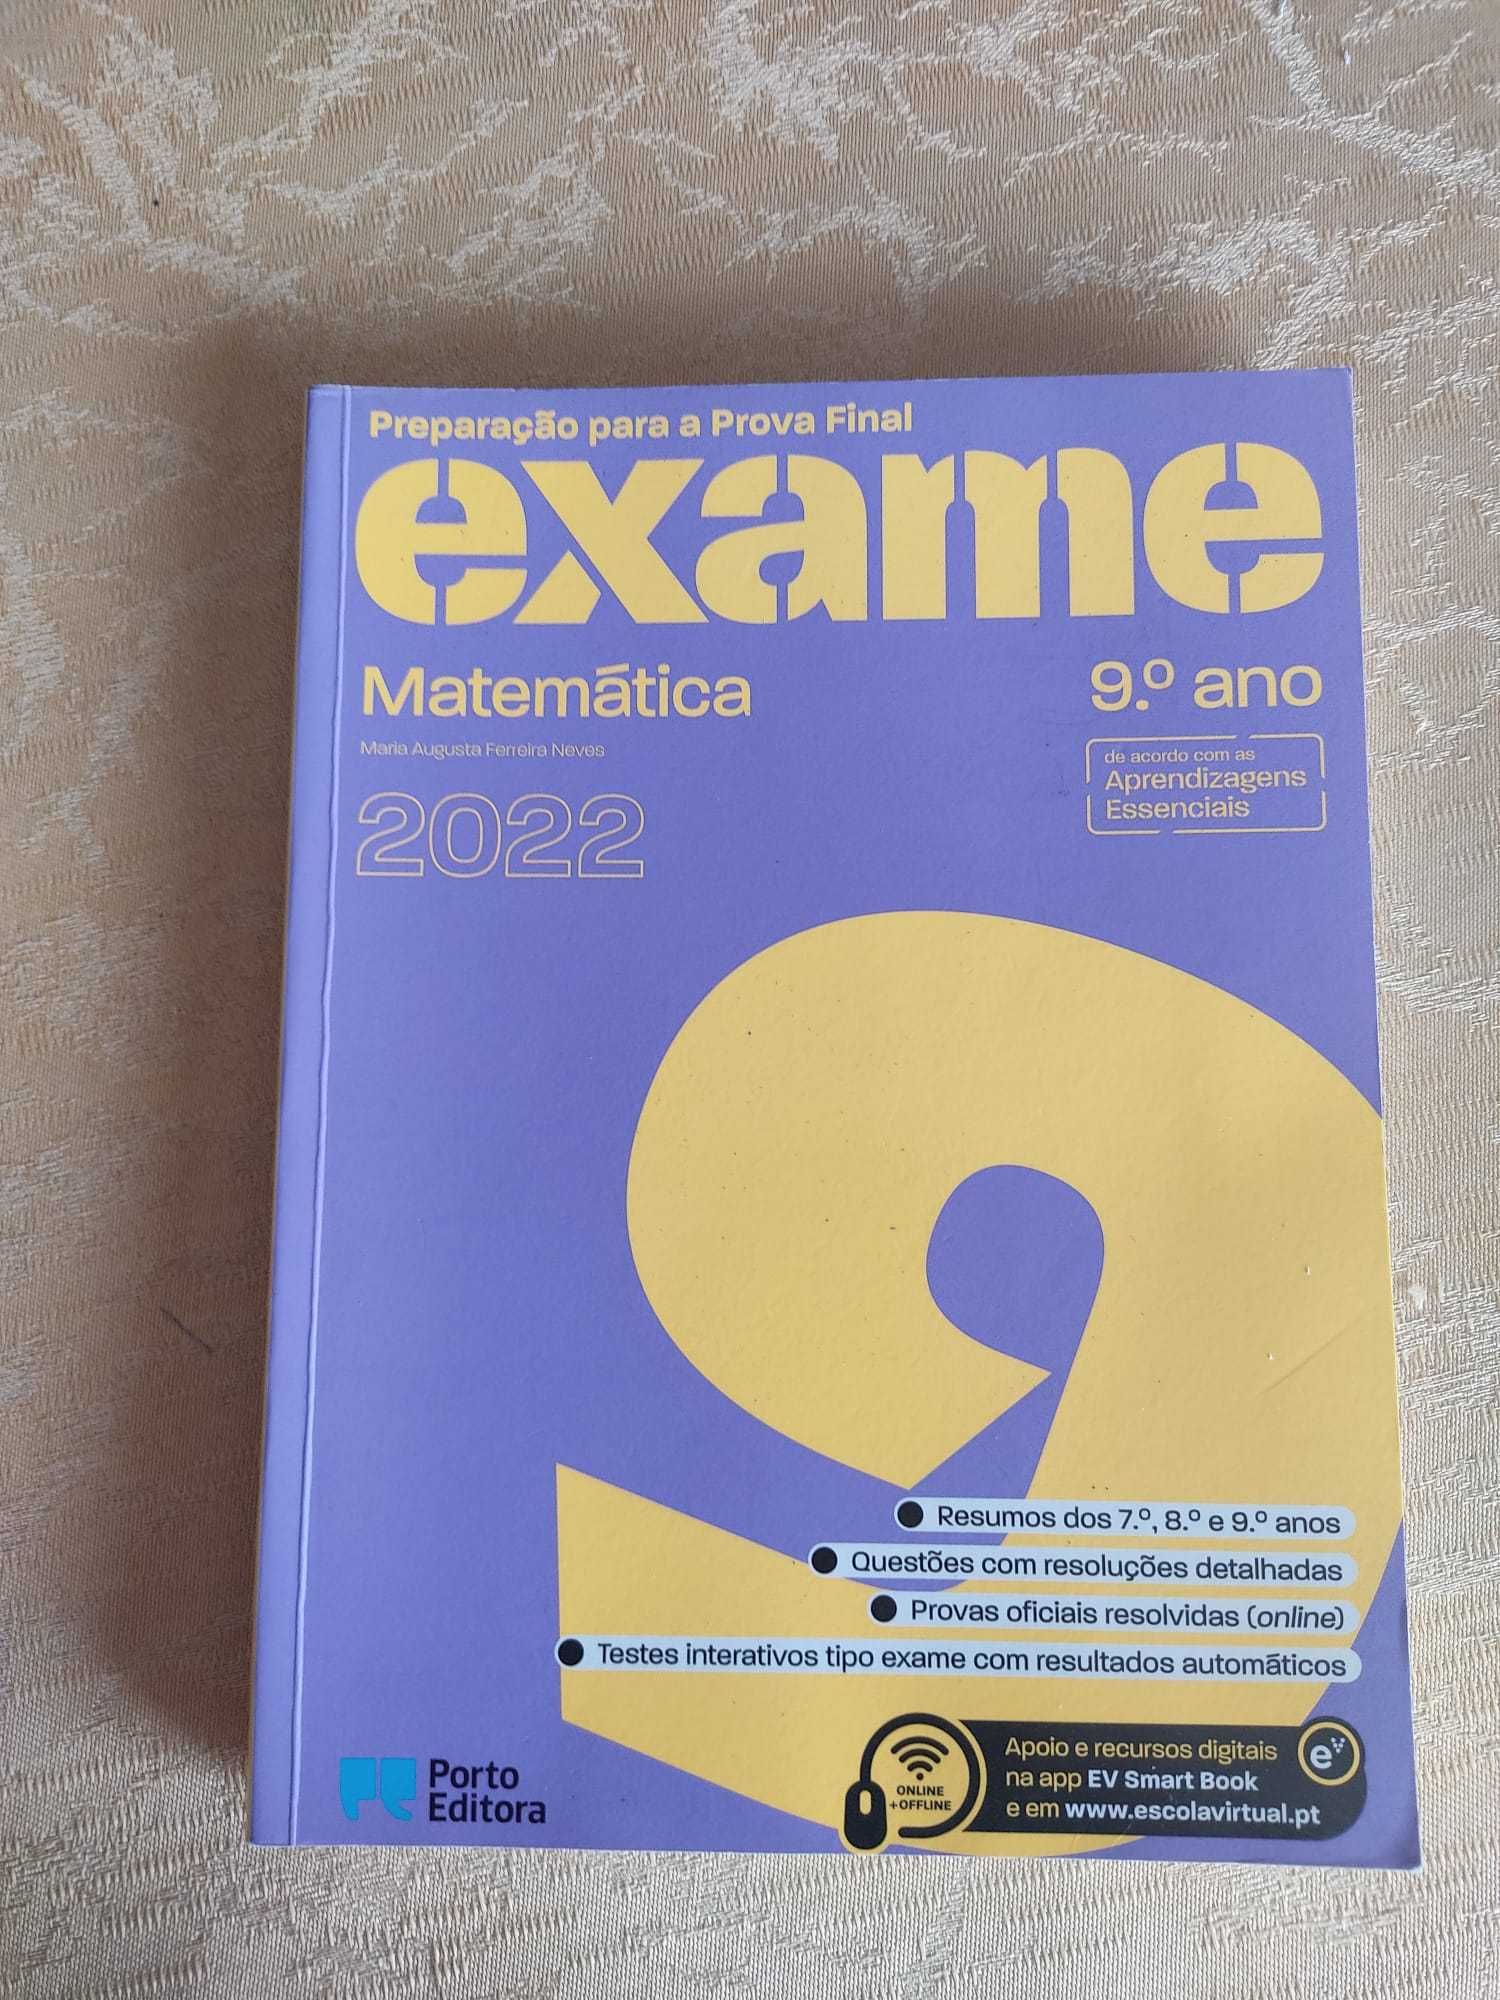 Preparação para a Prova Final
exame
Matemática
9.º ano
Maria Augusta Ferreira Neves
de acordo com as
Aprendizagens
Essenciais
2022
Resumos dos 7.º, 8.º e 9.º anos
Questões com resoluções detalhadas
Provas oficiais resolvidas (online)
Testes interativos tipo exame com resultados automáticos
Porto
Editora
ONLINE
+OFFLINE
Apoio e recursos digitais
na app EV Smart Book
e em www.escolavirtual.pt
e
9